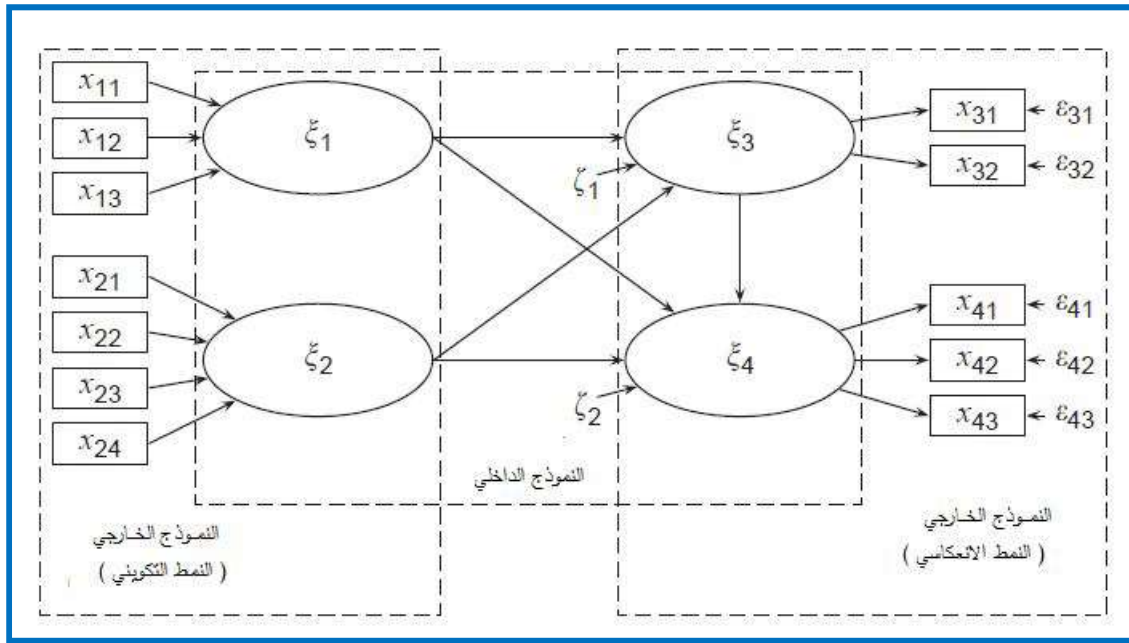 x11
x12
x13
x21
x22
x23
x24
ξ1
ξ2
ξ3
ξ4
ζ1
ζ2
x31
x32
x41
x42
x43
ε31
ε32
ε41
ε42
ε43
النموذج الداخلي
النموذج الخارجي
( النمط التكويني )
النموذج الخارجي
( النمط الانعكاسي )